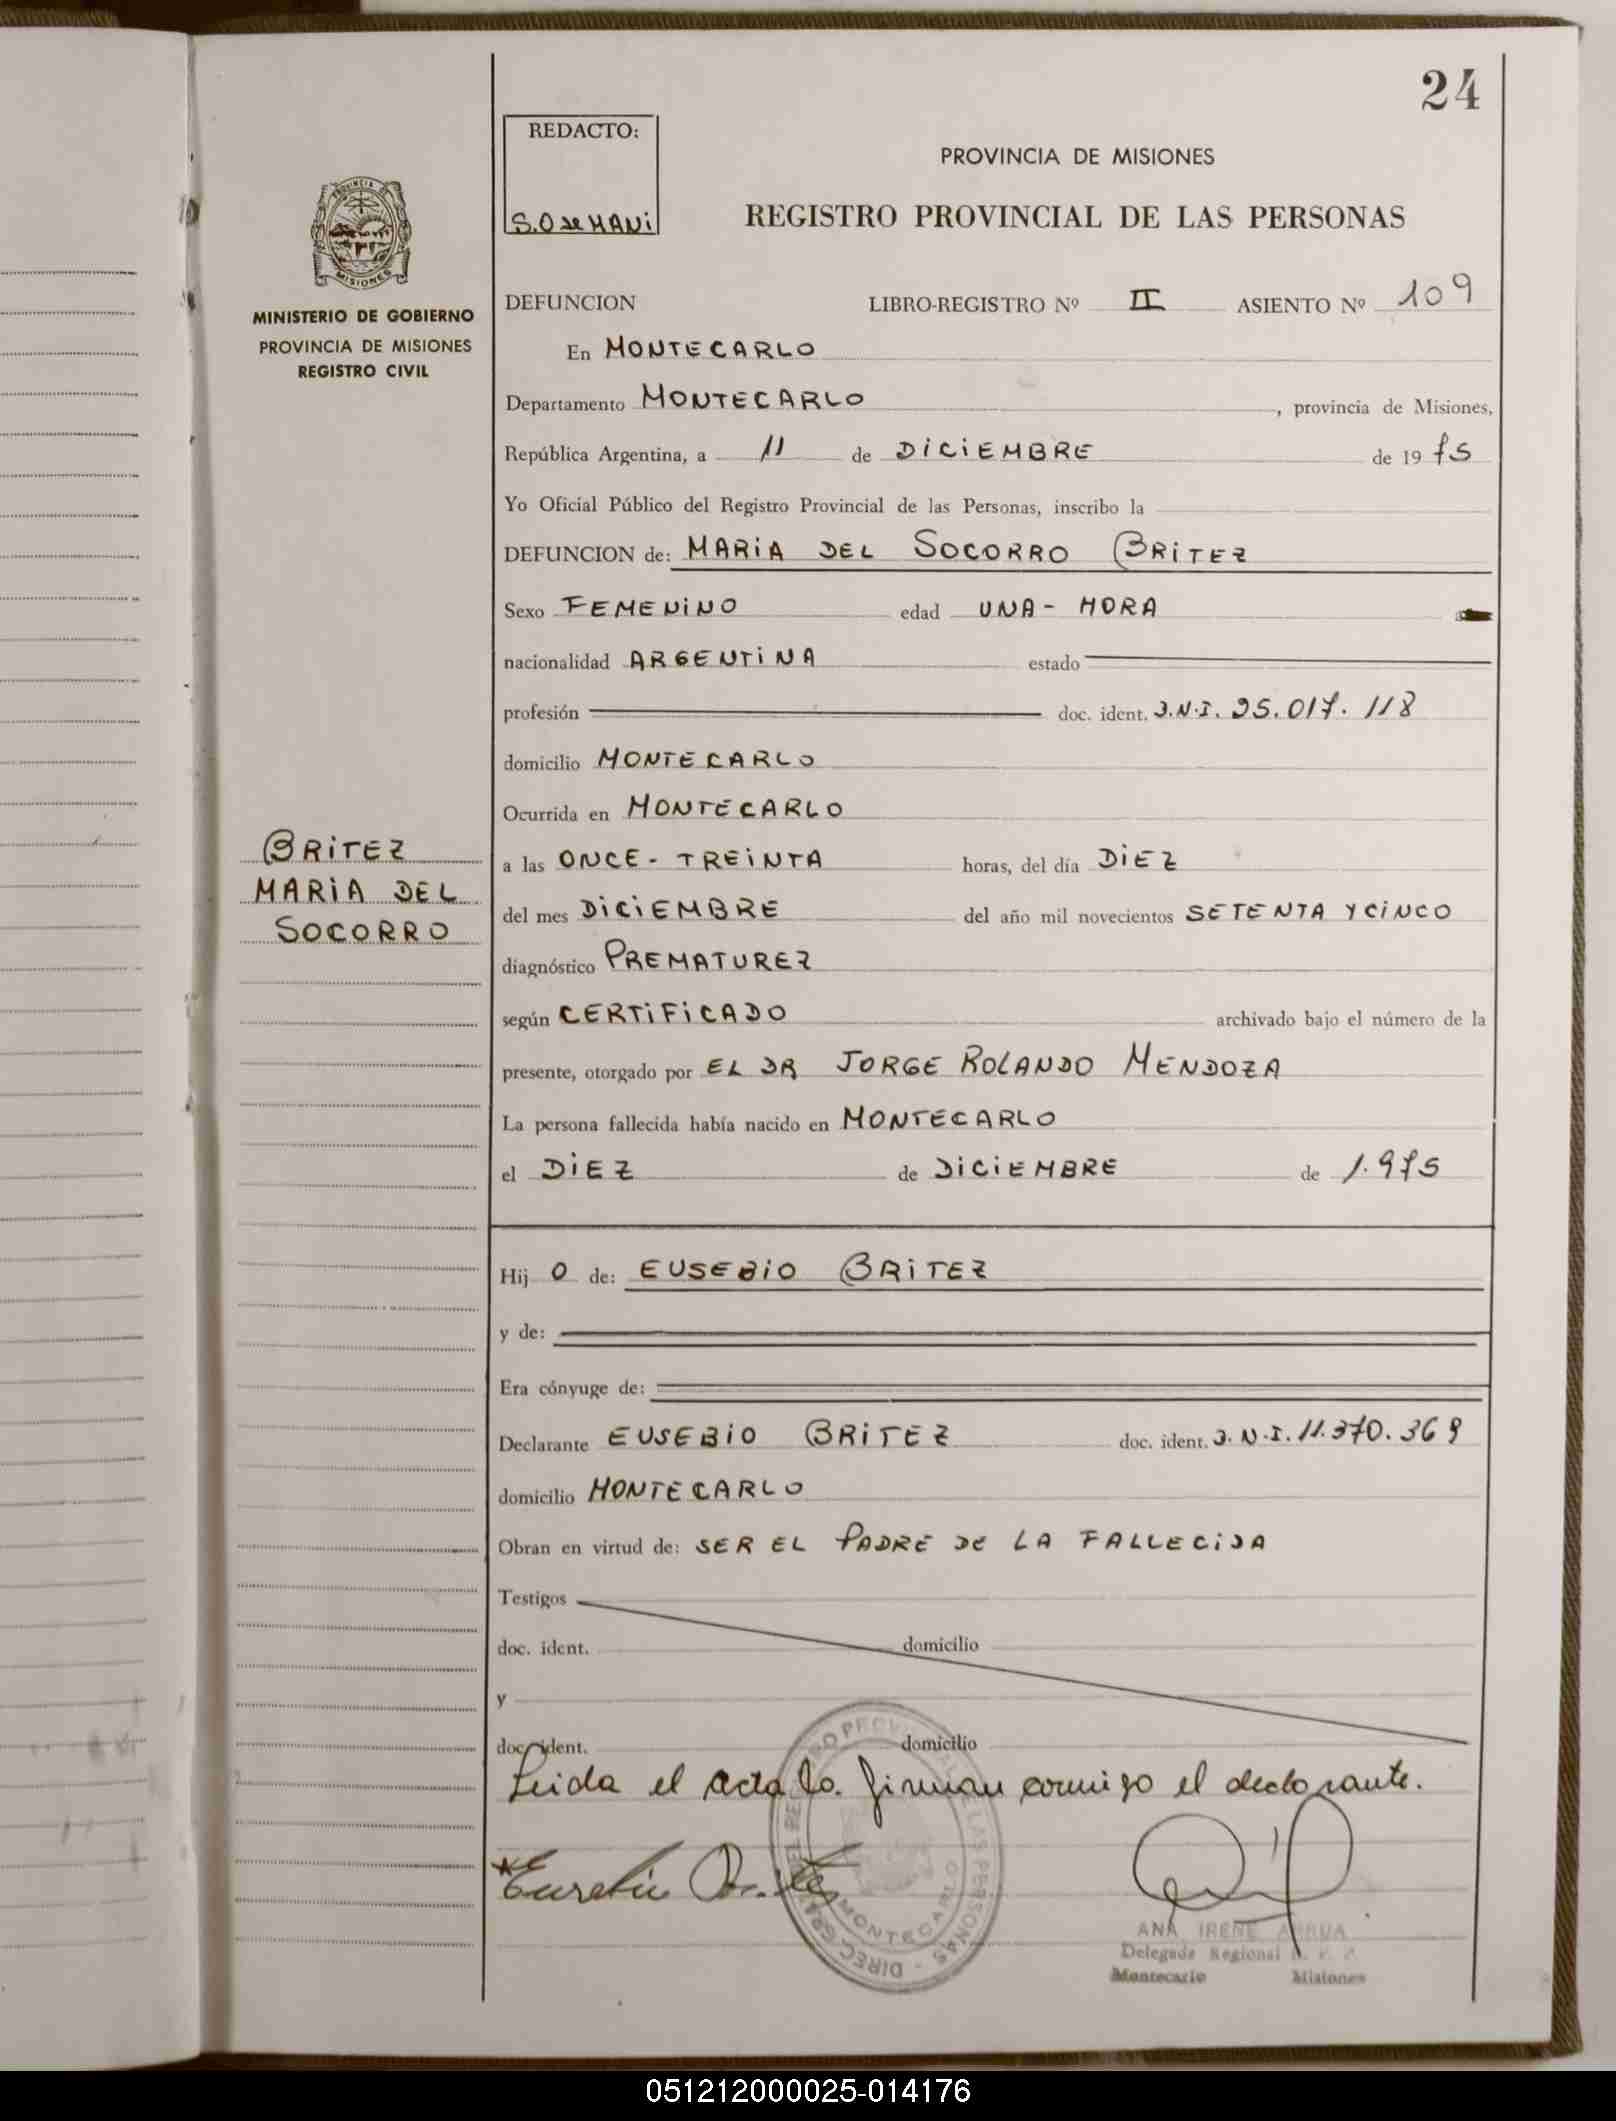 24
REDACTO:
S.O de MANI
PROVINCIA DE MISIONES
REGISTRO PROVINCIAL DE LAS PERSONAS
PROVINCIA DE
MISIONES
MINISTERIO DE GOBIERNO
PROVINCIA DE MISIONES
REGISTRO CIVIL
DEFUNCION LIBRO-REGISTRO Nº II ASIENTO Nº 109
En MONTECARLO
Departamento MONTECARLO, provincia de Misiones,
República Argentina, a 11 de DICIEMBRE de 19 75
Yo Oficial Público del Registro Provincial de las Personas, inscribo la
DEFUNCION de: MARIA DEL SOCORRO BRITEZ
Sexo FEMENINO edad UNA - HORA
nacionalidad ARGENTINA estado
profesión doc. ident. D.N.I. 25.017.118
domicilio MONTECARLO
Ocurrida en MONTECARLO
BRITEZ
MARIA DEL
SOCORRO
a las ONCE - TREINTA horas, del día DIEZ
del mes DICIEMBRE del año mil novecientos SETENTA Y CINCO
diagnóstico PREMATUREZ
según CERTIFICADO archivado bajo el número de la
presente, otorgado por EL DR JORGE ROLANDO MENDOZA
La persona fallecida había nacido en MONTECARLO
el DIEZ de DICIEMBRE de 1.975
Hij O de: EUSEBIO BRITEZ
y de:
Era cónyuge de:
Declarante EUSEBIO BRITEZ doc. ident. D.N.I. 11.370.369
domicilio MONTECARLO
Obran en virtud de: SER EL PADRE DE LA FALLECIDA
Testigos
doc. ident. domicilio
y
doc. ident. domicilio
Leida el acta la firman conmigo el declarante.
Eusebio Britez
MONTECARLO
ANA IRENE ARRUA
Delegada Regional R. P. P.
Montecarlo Misiones
051212000025-014176